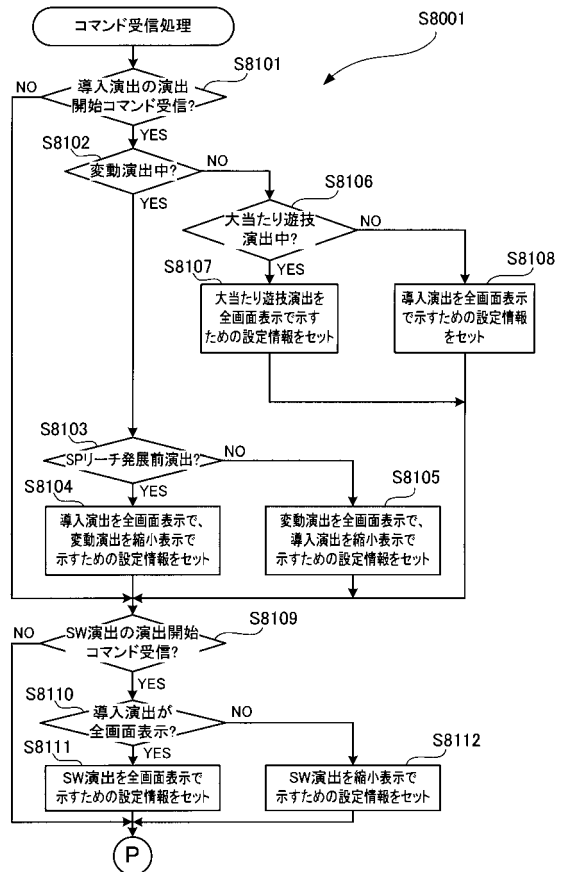 コマンド受信処理
S8001
S8101
導入演出の演出
開始コマンド受信?
NO
YES
S8102
変動演出中?
NO
YES
S8106
大当たり遊技
演出中?
NO
YES
S8107
大当たり遊技演出を
全画面表示で示す
ための設定情報をセット
S8108
導入演出を全画面表示
で示すための設定情報
をセット
S8103
SPリーチ発展前演出?
NO
YES
S8104
導入演出を全画面表示で、
変動演出を縮小表示で
示すための設定情報をセット
S8105
変動演出を全画面表示で、
導入演出を縮小表示で
示すための設定情報をセット
S8109
SW演出の演出開始
コマンド受信?
NO
YES
S8110
導入演出が
全画面表示?
NO
YES
S8111
SW演出を全画面表示で
示すための設定情報をセット
S8112
SW演出を縮小表示で
示すための設定情報をセット
P